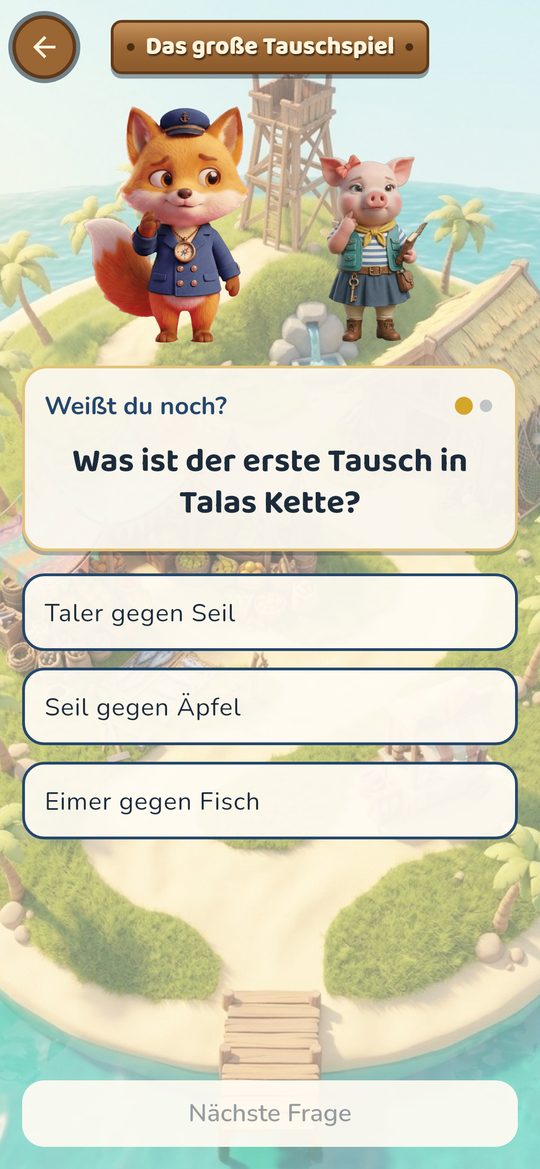 Das große Tauschspiel
Weißt du noch?
Was ist der erste Tausch in
Talas Kette?
Taler gegen Seil
Seil gegen Äpfel
Eimer gegen Fisch
Nächste Frage